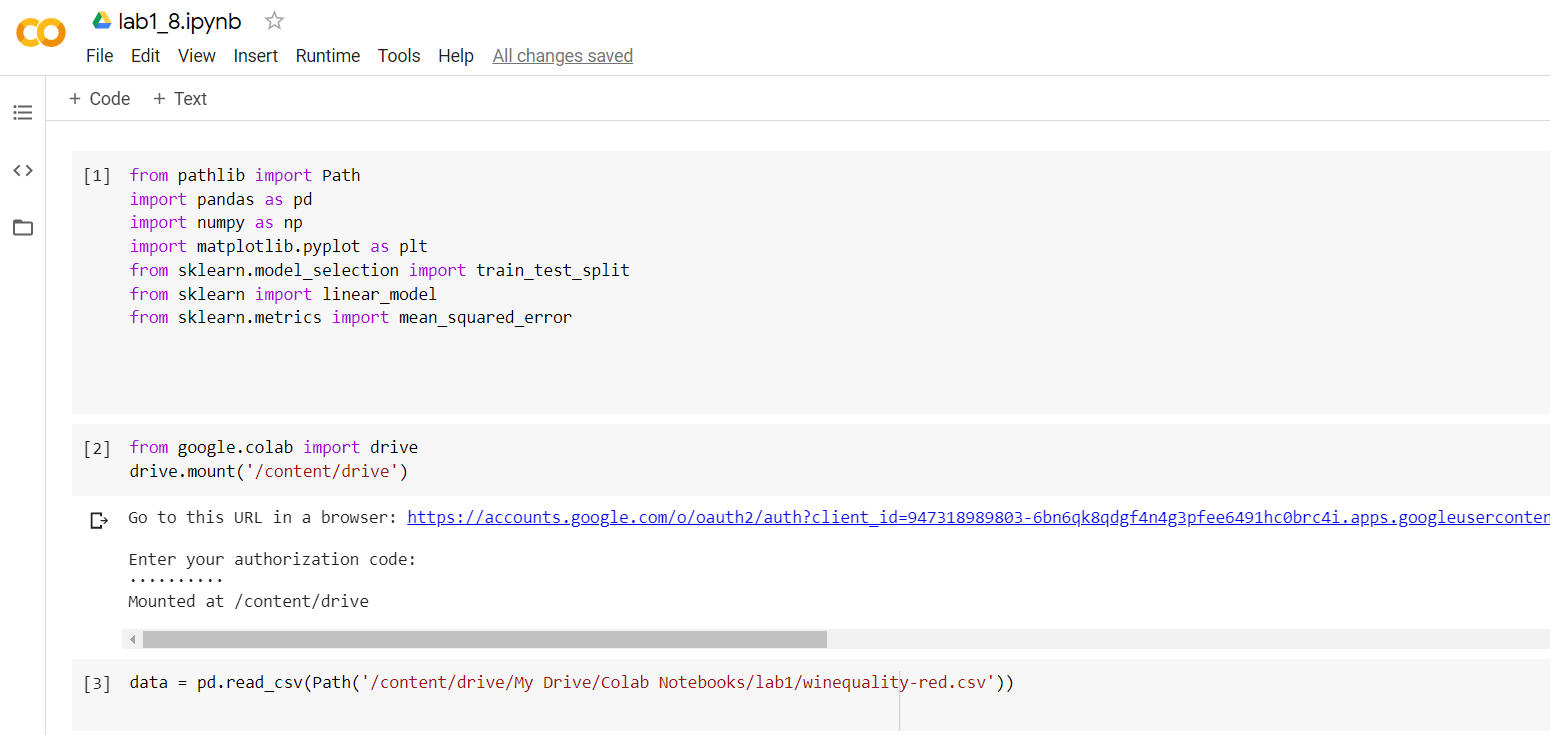 lab1_8.ipynb
File Edit View Insert Runtime Tools Help All changes saved
+ Code + Text
[1] from pathlib import Path
import pandas as pd
import numpy as np
import matplotlib.pyplot as plt
from sklearn.model_selection import train_test_split
from sklearn import linear_model
from sklearn.metrics import mean_squared_error
[2] from google.colab import drive
drive.mount('/content/drive')
Go to this URL in a browser: https://accounts.google.com/o/oauth2/auth?client_id=947318989803-6bn6qk8qdgf4n4g3pfee6491hc0brc4i.apps.googleuserconten
Enter your authorization code:
··········
Mounted at /content/drive
[3] data = pd.read_csv(Path('/content/drive/My Drive/Colab Notebooks/lab1/winequality-red.csv'))